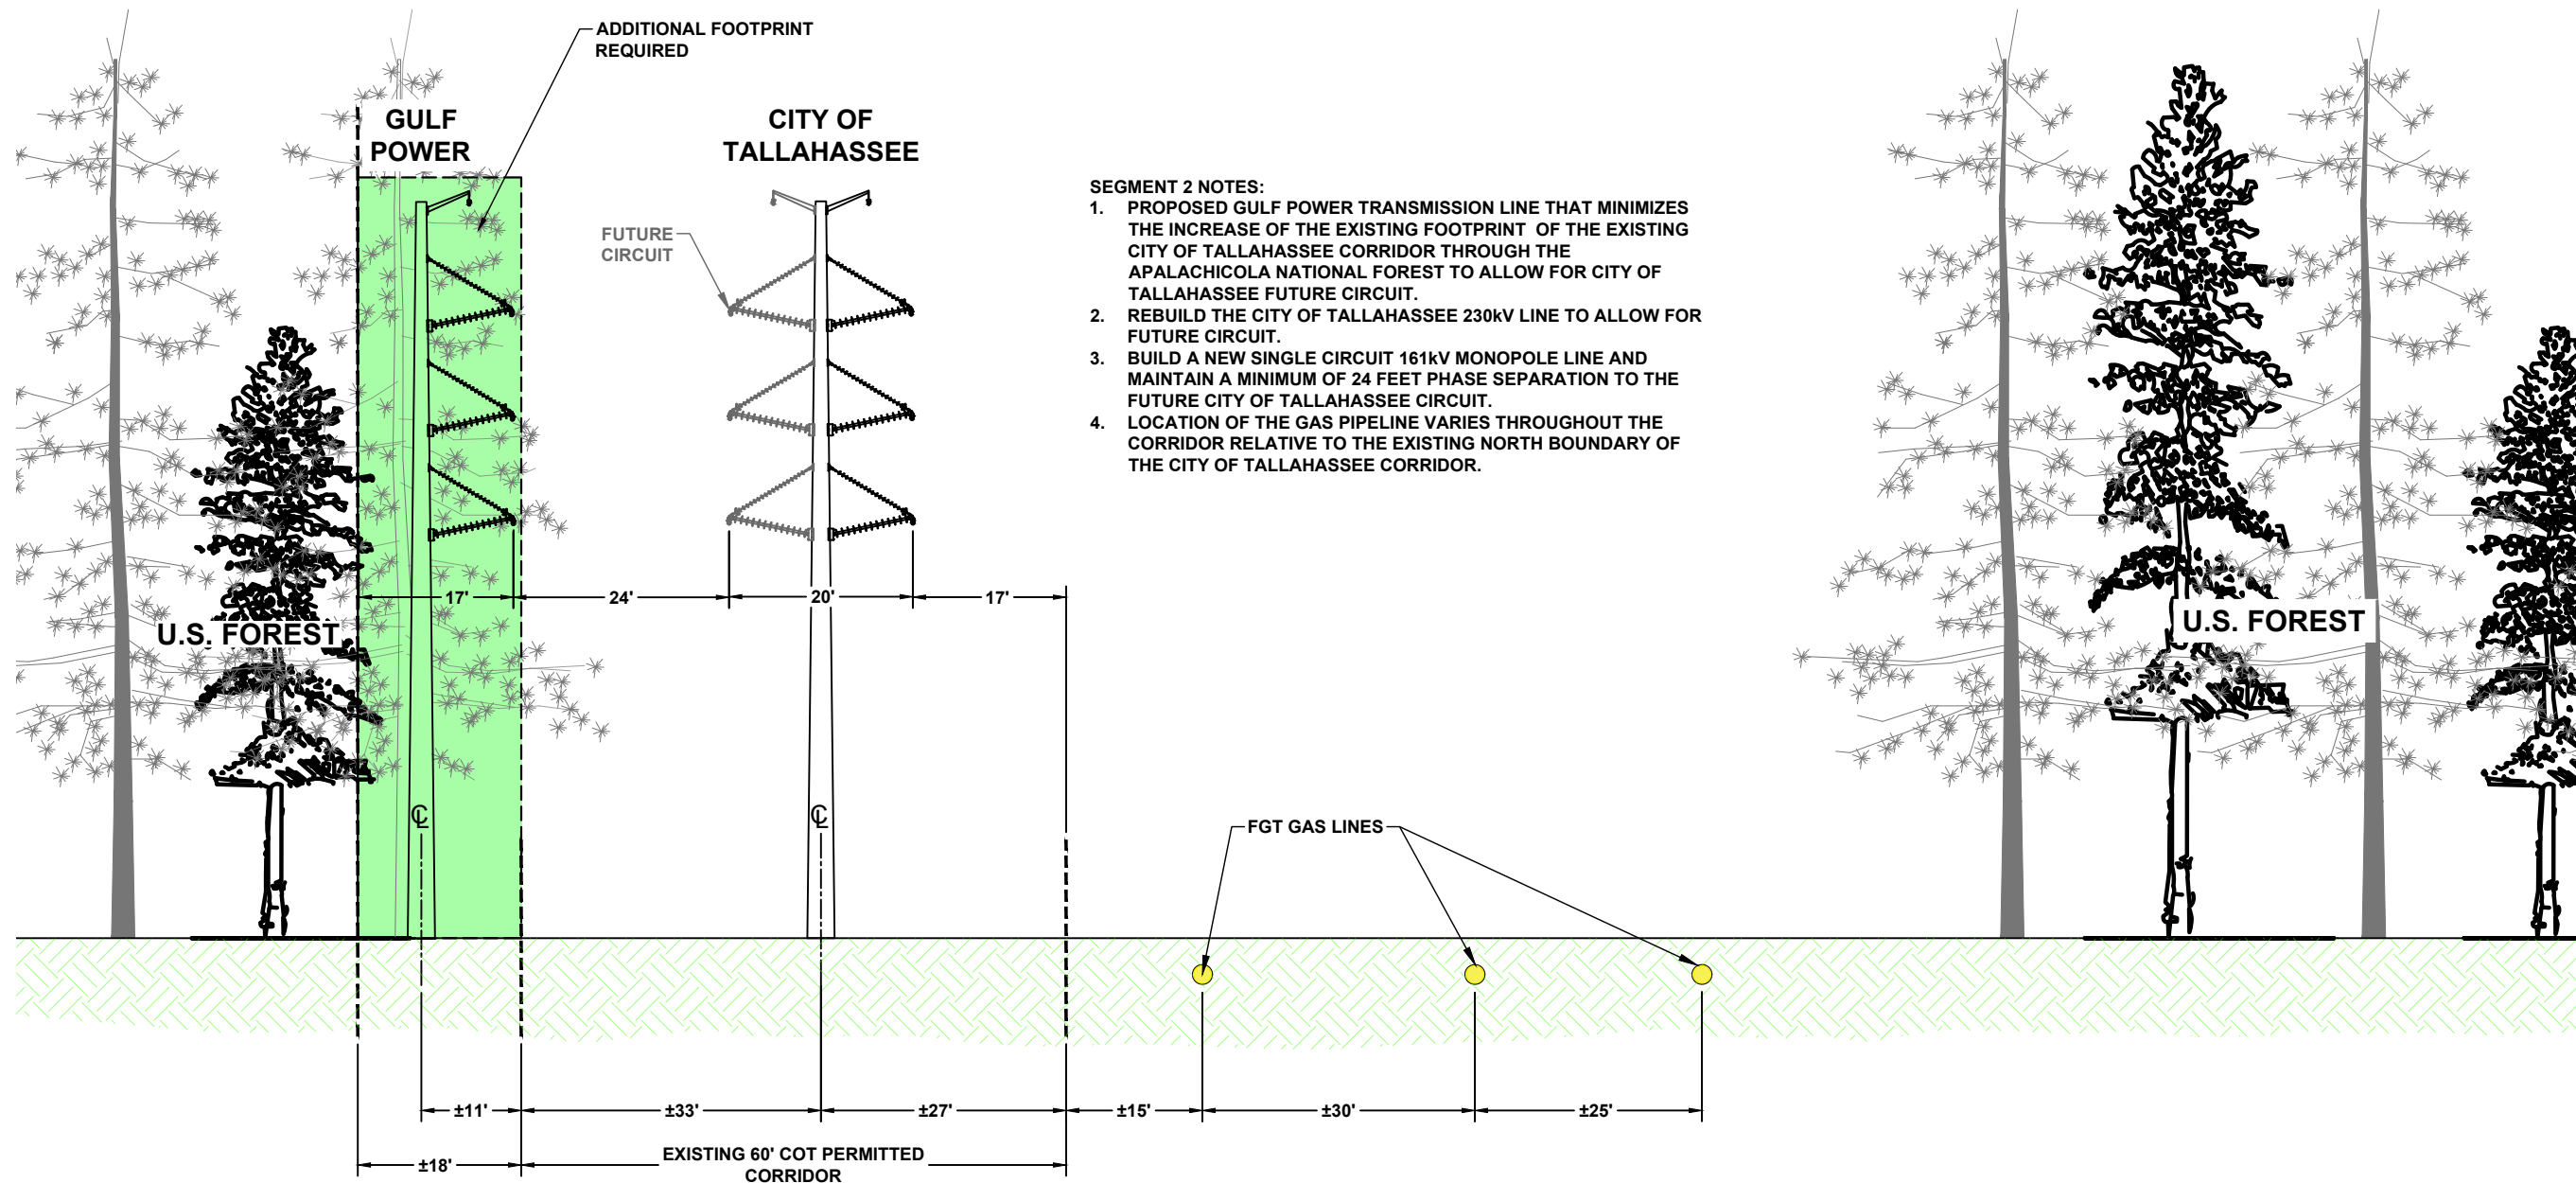 ADDITIONAL FOOTPRINT
REQUIRED
GULF
POWER
CITY OF
TALLAHASSEE
FUTURE
CIRCUIT
SEGMENT 2 NOTES:
1. PROPOSED GULF POWER TRANSMISSION LINE THAT MINIMIZES
THE INCREASE OF THE EXISTING FOOTPRINT OF THE EXISTING
CITY OF TALLAHASSEE CORRIDOR THROUGH THE
APALACHICOLA NATIONAL FOREST TO ALLOW FOR CITY OF
TALLAHASSEE FUTURE CIRCUIT.
2. REBUILD THE CITY OF TALLAHASSEE 230kV LINE TO ALLOW FOR
FUTURE CIRCUIT.
3. BUILD A NEW SINGLE CIRCUIT 161kV MONOPOLE LINE AND
MAINTAIN A MINIMUM OF 24 FEET PHASE SEPARATION TO THE
FUTURE CITY OF TALLAHASSEE CIRCUIT.
4. LOCATION OF THE GAS PIPELINE VARIES THROUGHOUT THE
CORRIDOR RELATIVE TO THE EXISTING NORTH BOUNDARY OF
THE CITY OF TALLAHASSEE CORRIDOR.
17' 24' 20' 17'
U.S. FOREST
U.S. FOREST
℄ ℄
FGT GAS LINES
±11' ±33' ±27' ±15' ±30' ±25'
±18'
EXISTING 60' COT PERMITTED
CORRIDOR